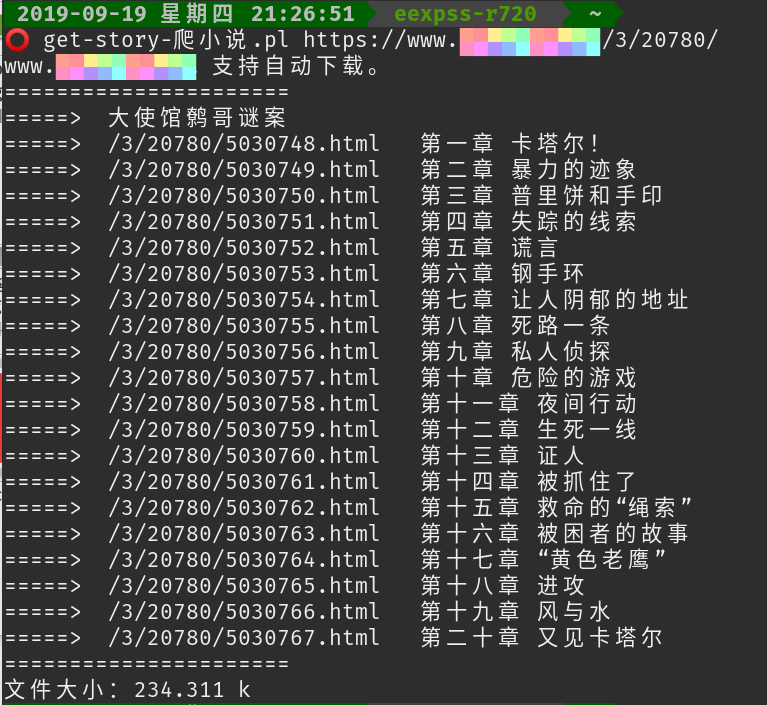 2019-09-19 星期四 21:26:51 eexpss-r720 ~
get-story-爬小说.pl https://www. /3/20780/
www. 支持自动下载。
======================
=====> 大使馆鹩哥谜案
=====> /3/20780/5030748.html 第一章 卡塔尔！
=====> /3/20780/5030749.html 第二章 暴力的迹象
=====> /3/20780/5030750.html 第三章 普里饼和手印
=====> /3/20780/5030751.html 第四章 失踪的线索
=====> /3/20780/5030752.html 第五章 谎言
=====> /3/20780/5030753.html 第六章 钢手环
=====> /3/20780/5030754.html 第七章 让人阴郁的地址
=====> /3/20780/5030755.html 第八章 死路一条
=====> /3/20780/5030756.html 第九章 私人侦探
=====> /3/20780/5030757.html 第十章 危险的游戏
=====> /3/20780/5030758.html 第十一章 夜间行动
=====> /3/20780/5030759.html 第十二章 生死一线
=====> /3/20780/5030760.html 第十三章 证人
=====> /3/20780/5030761.html 第十四章 被抓住了
=====> /3/20780/5030762.html 第十五章 救命的“绳索”
=====> /3/20780/5030763.html 第十六章 被困者的故事
=====> /3/20780/5030764.html 第十七章 “黄色老鹰”
=====> /3/20780/5030765.html 第十八章 进攻
=====> /3/20780/5030766.html 第十九章 风与水
=====> /3/20780/5030767.html 第二十章 又见卡塔尔
======================
文件大小：234.311 k